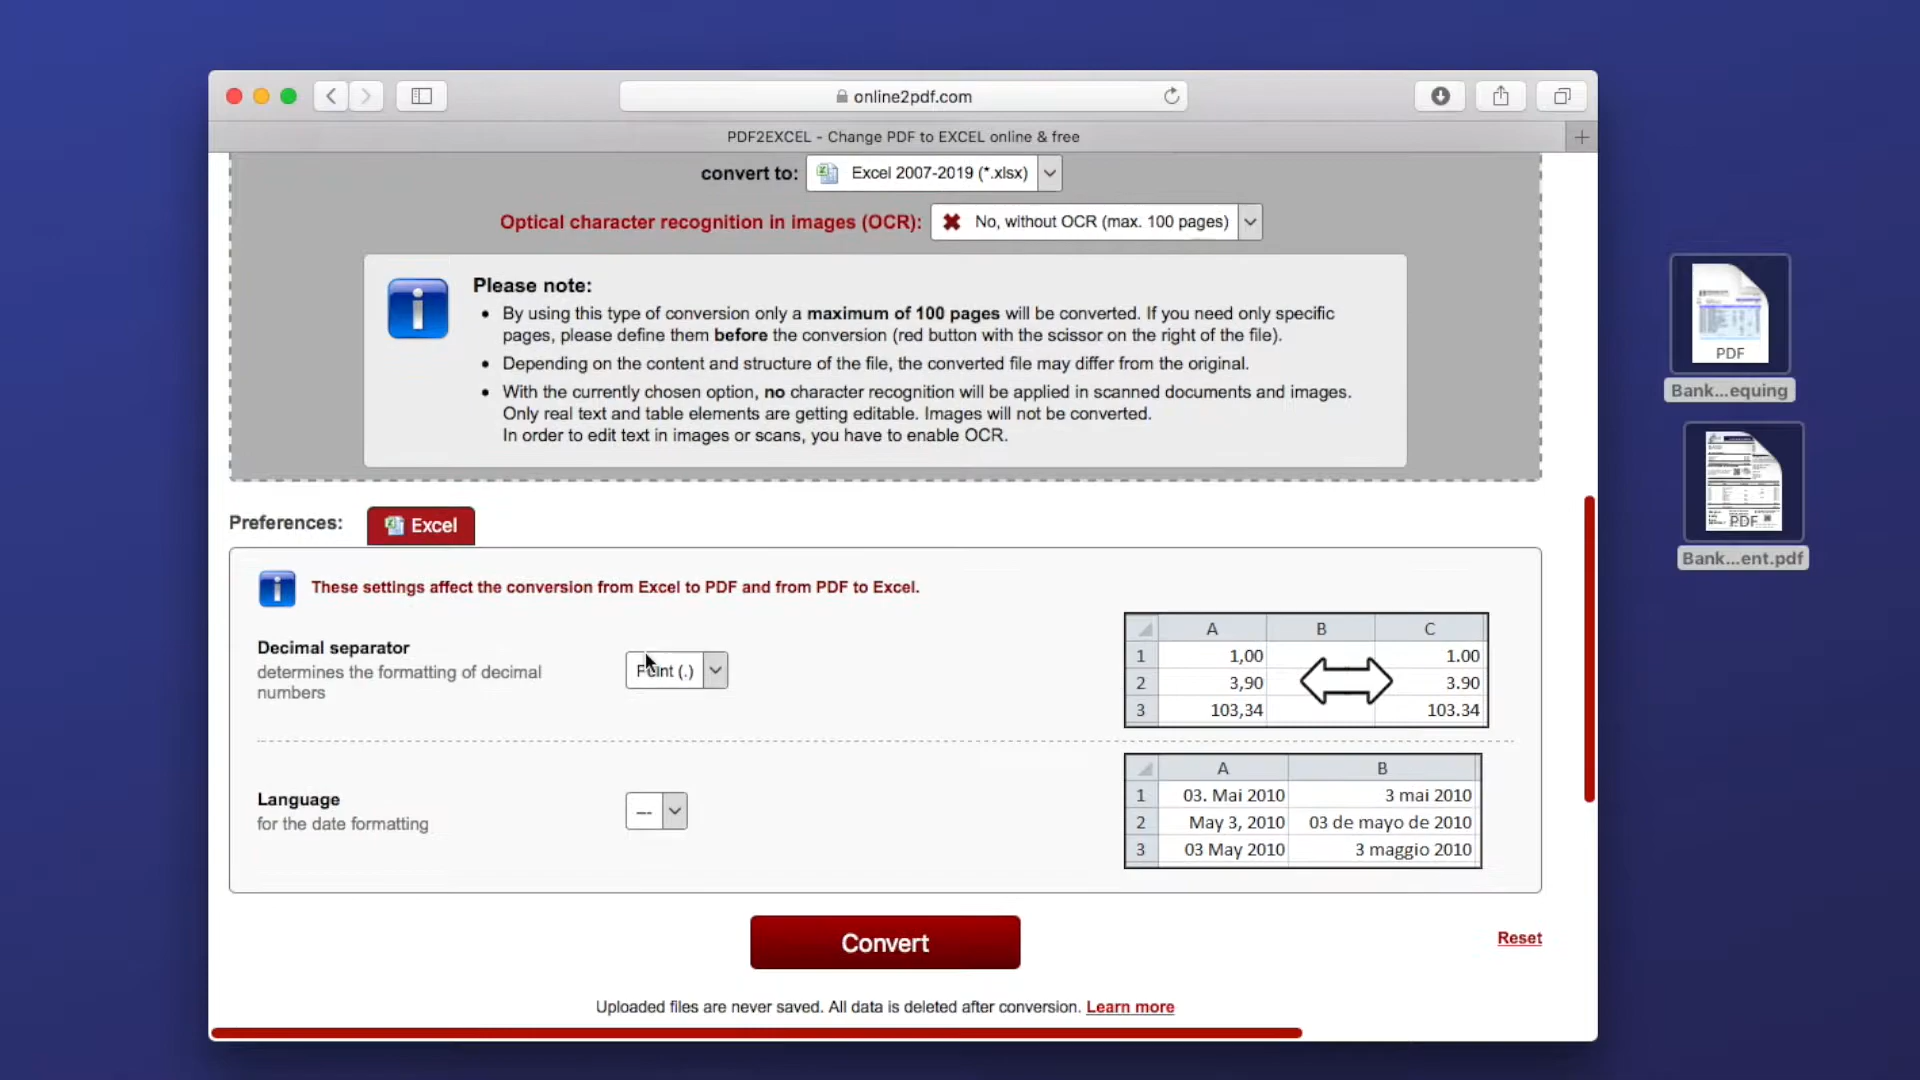 online2pdf.com
PDF2EXCEL - Change PDF to EXCEL online & free
convert to: Excel 2007-2019 (*.xlsx)
Optical character recognition in images (OCR): No, without OCR (max. 100 pages)
Please note:
• By using this type of conversion only a maximum of 100 pages will be converted. If you need only specific
pages, please define them before the conversion (red button with the scissor on the right of the file).
• Depending on the content and structure of the file, the converted file may differ from the original.
• With the currently chosen option, no character recognition will be applied in scanned documents and images.
Only real text and table elements are getting editable. Images will not be converted.
In order to edit text in images or scans, you have to enable OCR.
PDF
Bank...equing
PDF
Bank...ent.pdf
Preferences: Excel
These settings affect the conversion from Excel to PDF and from PDF to Excel.
Decimal separator
determines the formatting of decimal
numbers
Point (.)
A B C
1 1,00 1.00
2 3,90 3.90
3 103,34 103.34
Language
for the date formatting
---
A B
1 03. Mai 2010 3 mai 2010
2 May 3, 2010 03 de mayo de 2010
3 03 May 2010 3 maggio 2010
Convert
Reset
Uploaded files are never saved. All data is deleted after conversion. Learn more